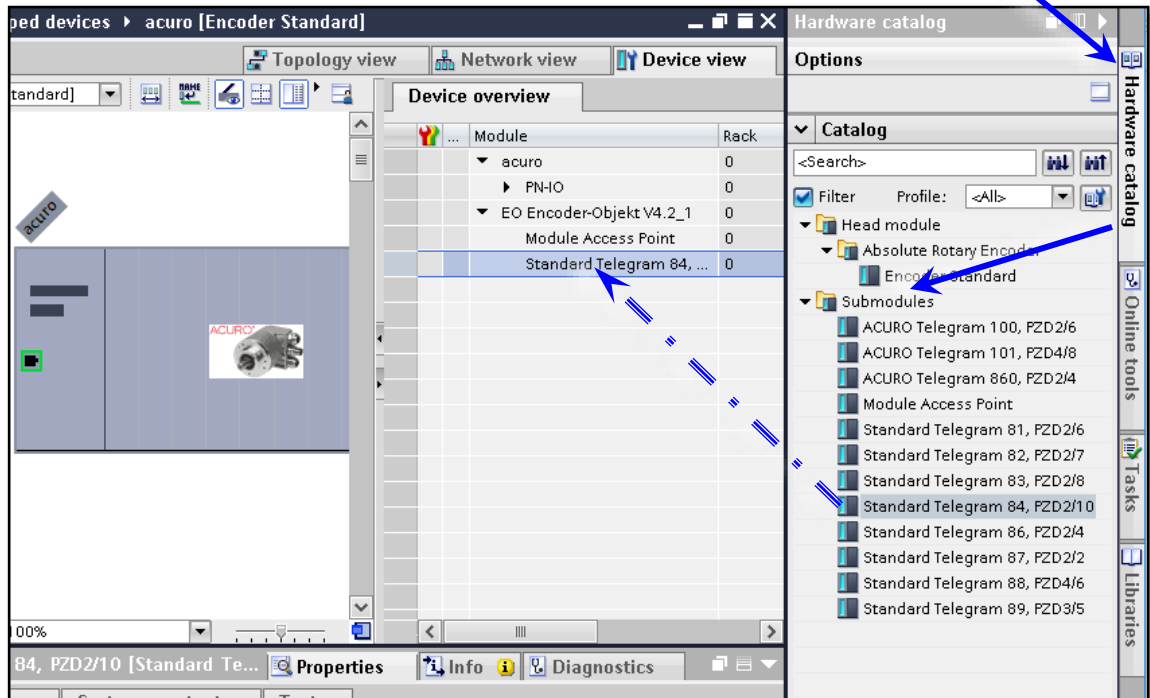 ped devices ▸ acuro [Encoder Standard]
Topology view
Network view
Device view
tandard]
NAME
acuro
ACURO®
100%
Device overview
... Module Rack
acuro 0
PN-IO 0
EO Encoder-Objekt V4.2_1 0
Module Access Point 0
Standard Telegram 84, ... 0
84, PZD2/10 [Standard Te...
Properties
Info
Diagnostics
Hardware catalog
Options
Catalog
<Search>
Filter Profile: <All>
Head module
Absolute Rotary Encoder
Encoder Standard
Submodules
ACURO Telegram 100, PZD2/6
ACURO Telegram 101, PZD4/8
ACURO Telegram 860, PZD2/4
Module Access Point
Standard Telegram 81, PZD2/6
Standard Telegram 82, PZD2/7
Standard Telegram 83, PZD2/8
Standard Telegram 84, PZD2/10
Standard Telegram 86, PZD2/4
Standard Telegram 87, PZD2/2
Standard Telegram 88, PZD4/6
Standard Telegram 89, PZD3/5
Hardware catalog
Online tools
Tasks
Libraries